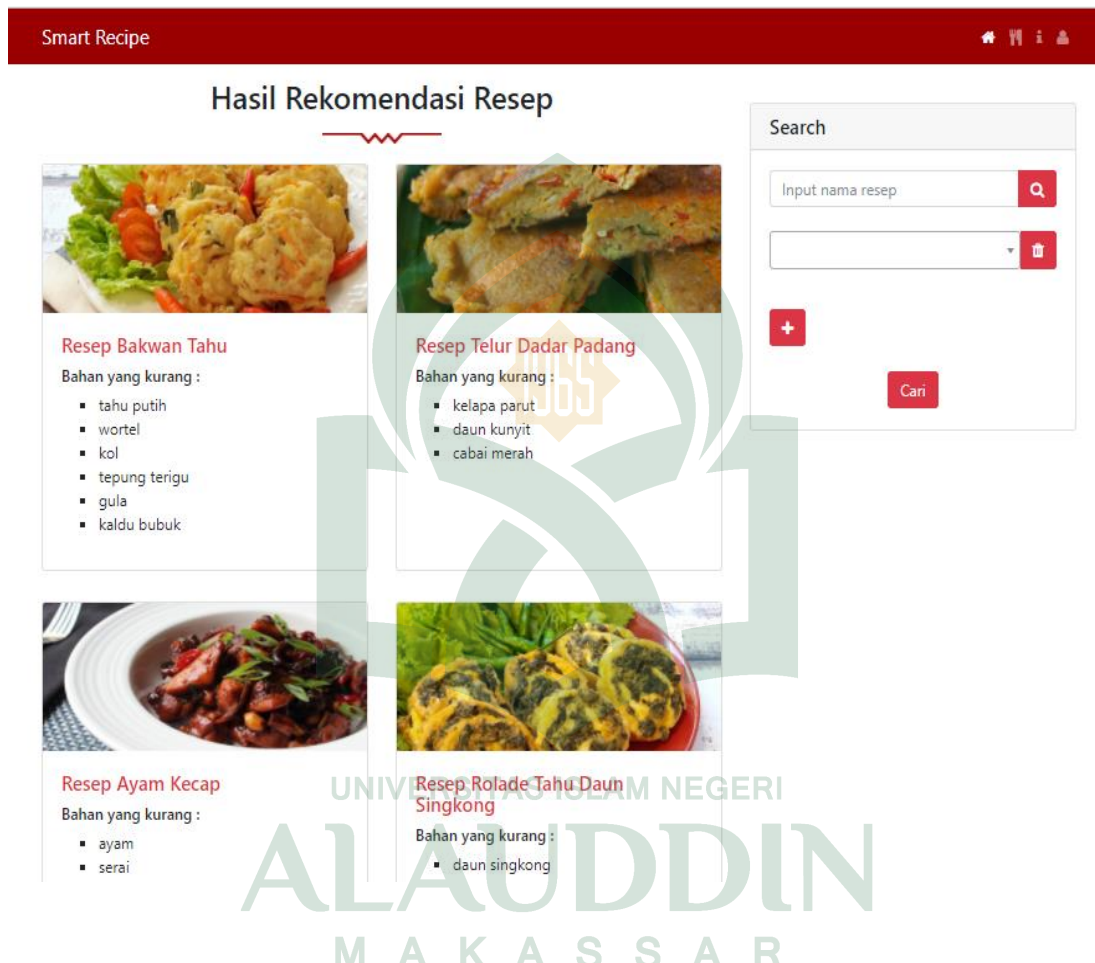 Smart Recipe
Hasil Rekomendasi Resep
Resep Bakwan Tahu
Bahan yang kurang :
tahu putih
wortel
kol
tepung terigu
gula
kaldu bubuk
Resep Telur Dadar Padang
Bahan yang kurang :
kelapa parut
daun kunyit
cabai merah
Resep Ayam Kecap
Bahan yang kurang :
ayam
serai
Resep Rolade Tahu Daun
Singkong
Bahan yang kurang :
daun singkong
Search
Input nama resep
Cari
1965
UNIVERSITAS ISLAM NEGERI
ALAUDDIN
MAKASSAR